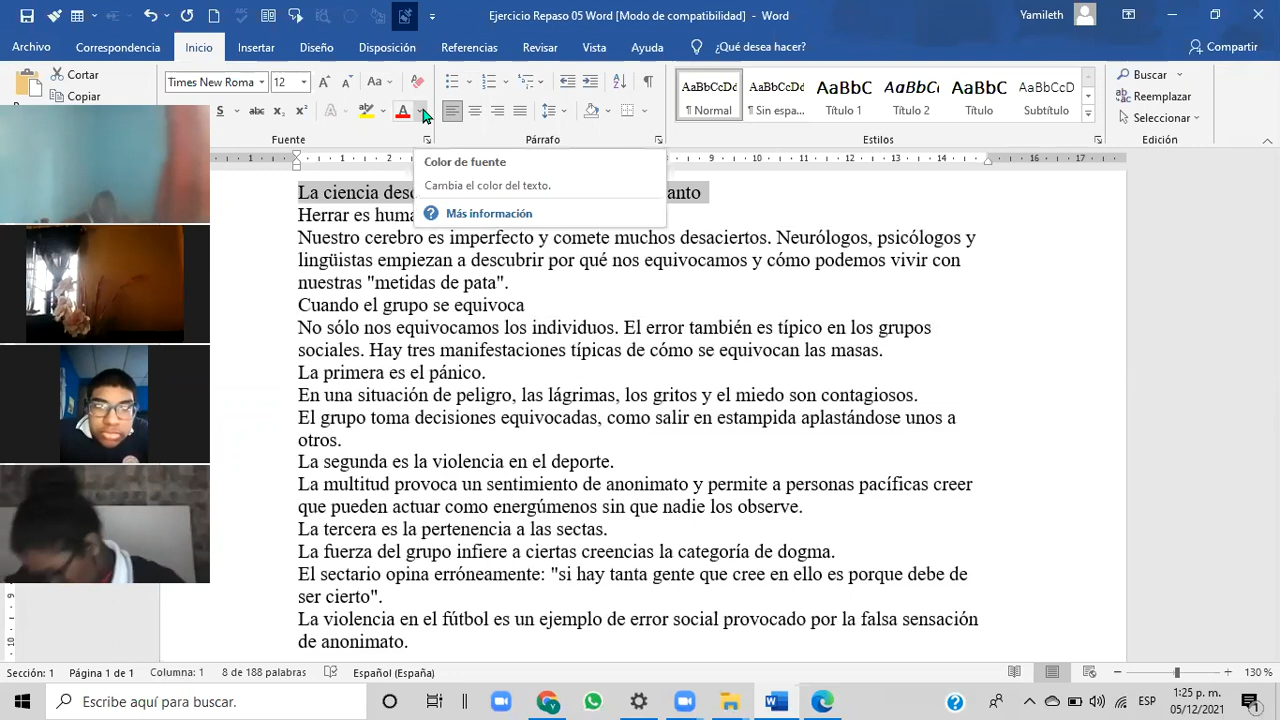 Práctica Guiada Párrafos 05 Word [Modo de compatibilidad] - Word
Yamileth
Archivo Correspondencia Inicio Insertar Diseño Disposición Referencias Revisar Vista Ayuda ¿Qué desea hacer? Compartir
Cortar
Copiar
Times New Roma 12
Fuente
Párrafo
AaBbCcDd AaBbCcDd AaBbC AaBbCcD AaBbC AaBbCcD
¶ Normal ¶ Sin espa... Título 1 Título 2 Título Subtítulo
Estilos
Buscar
Reemplazar
Seleccionar
Edición
Color de fuente
Cambia el color del texto.
Más información
La ciencia
Herrar es
Nuestro cerebro es imperfecto y comete muchos desaciertos. Neurólogos, psicólogos y
lingüistas empiezan a descubrir por qué nos equivocamos y cómo podemos vivir con
nuestras "metidas de pata".
Cuando el grupo se equivoca
No sólo nos equivocamos los individuos. El error también es típico en los grupos
sociales. Hay tres manifestaciones típicas de cómo se equivocan las masas.
La primera es el pánico.
En una situación de peligro, las lágrimas, los gritos y el miedo son contagiosos.
El grupo toma decisiones equivocadas, como salir en estampida aplastándose unos a
otros.
La segunda es la violencia en el deporte.
La multitud provoca un sentimiento de anonimato y permite a personas pacíficas creer
que pueden actuar como energúmenos sin que nadie los observe.
La tercera es la pertenencia a las sectas.
La fuerza del grupo infiere a ciertas creencias la categoría de dogma.
El sectario opina erróneamente: "si hay tanta gente que cree en ello es porque debe de
ser cierto".
La violencia en el fútbol es un ejemplo de error social provocado por la falsa sensación
de anonimato.
Sección: 1 Página 1 de 1 Columna: 1 8 de 188 palabras Español (España) 130 %
Escribe aquí para buscar
ESP
1:25 p. m.
05/12/2021